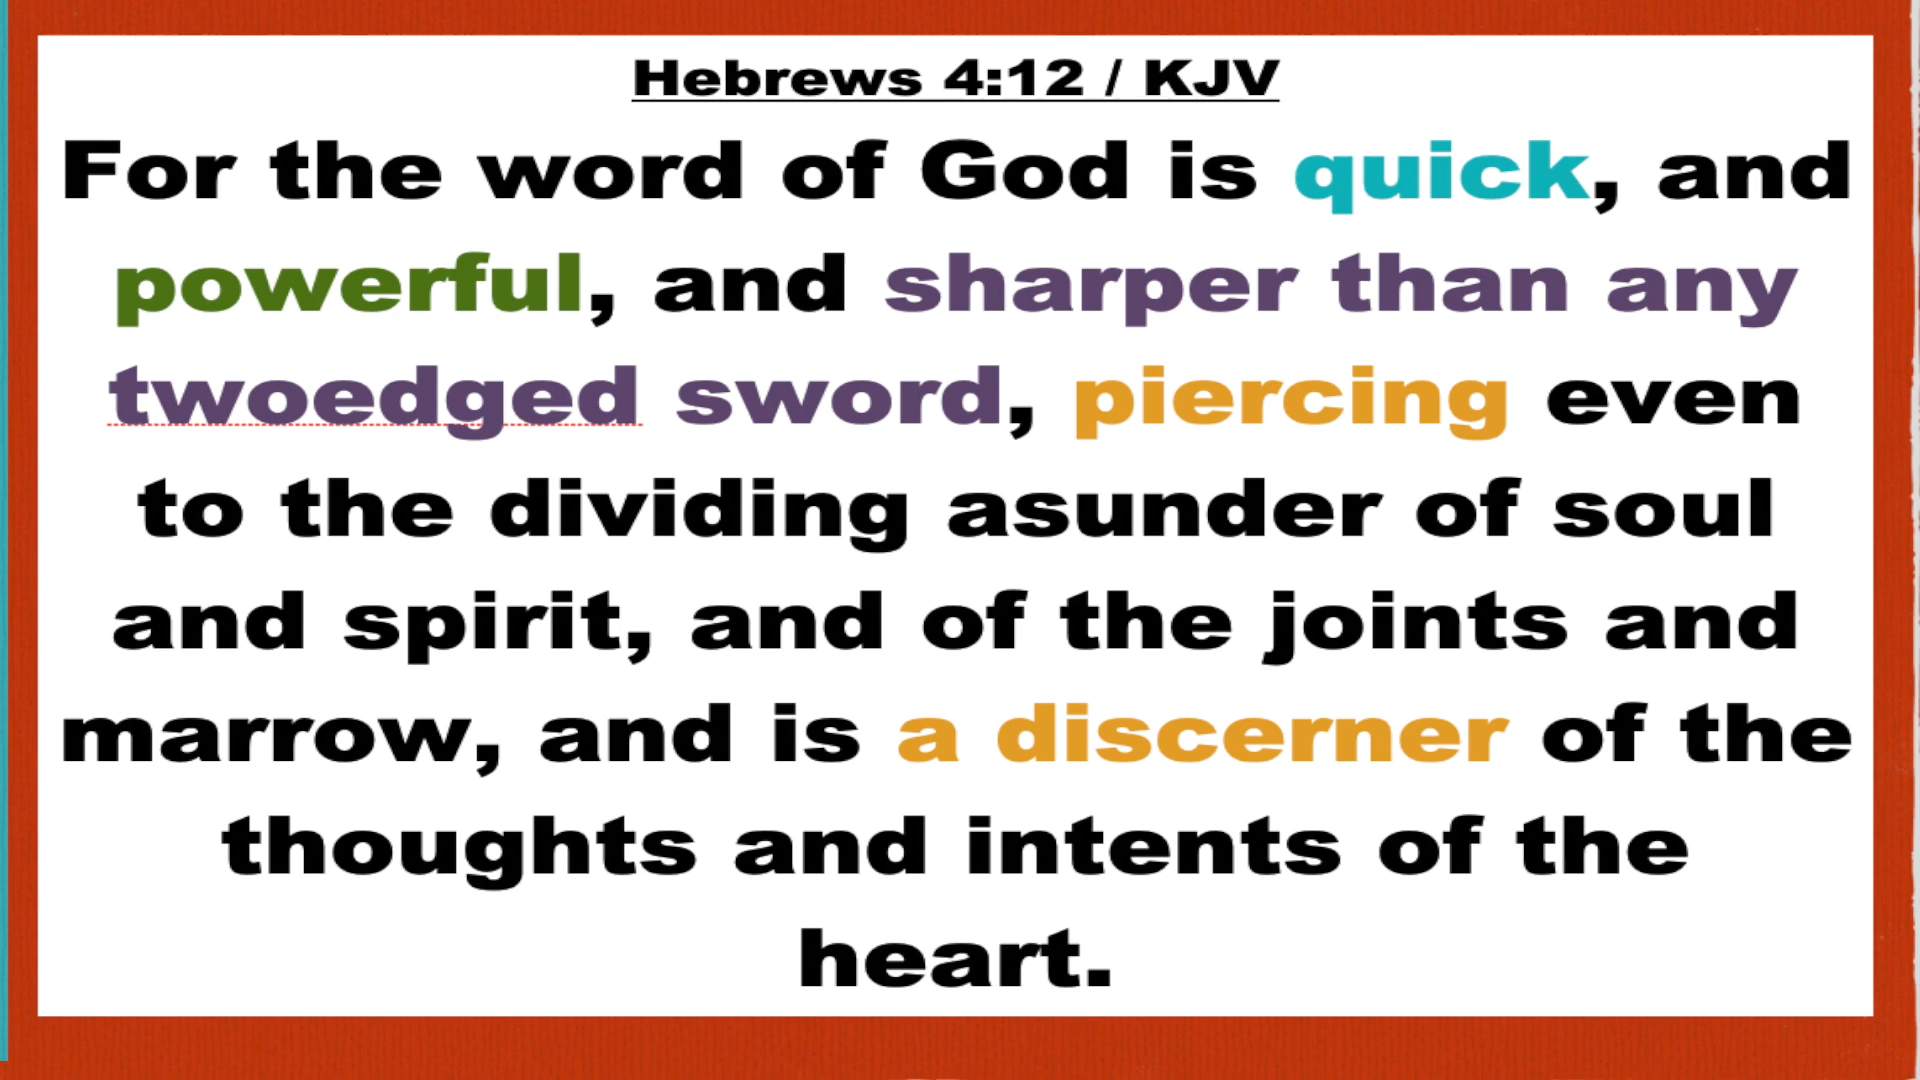 Hebrews 4:12 / KJV
For the word of God is quick, and
powerful, and sharper than any
twoedged sword, piercing even
to the dividing asunder of soul
and spirit, and of the joints and
marrow, and is a discerner of the
thoughts and intents of the
heart.